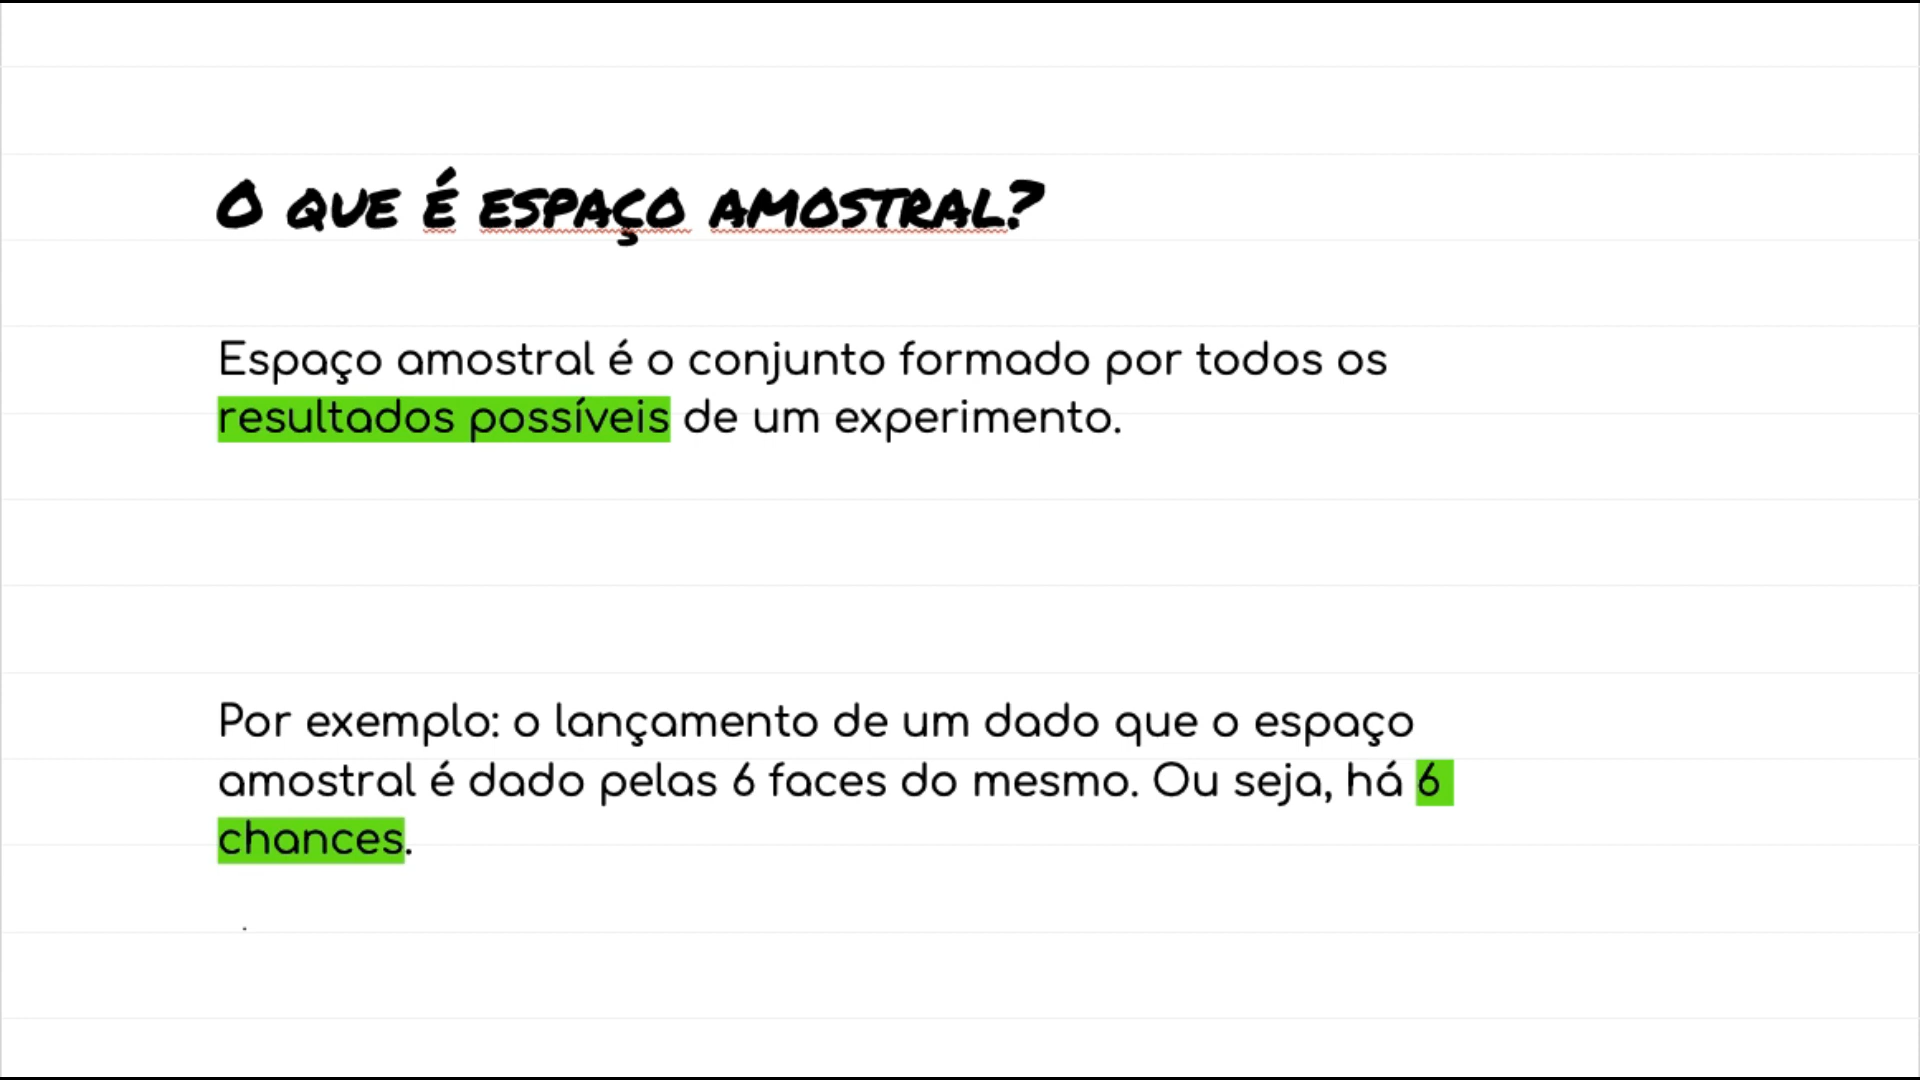 O QUE É ESPAÇO AMOSTRAL?
Espaço amostral é o conjunto formado por todos os
resultados possíveis de um experimento.
Por exemplo: o lançamento de um dado que o espaço
amostral é dado pelas 6 faces do mesmo. Ou seja, há 6
chances.